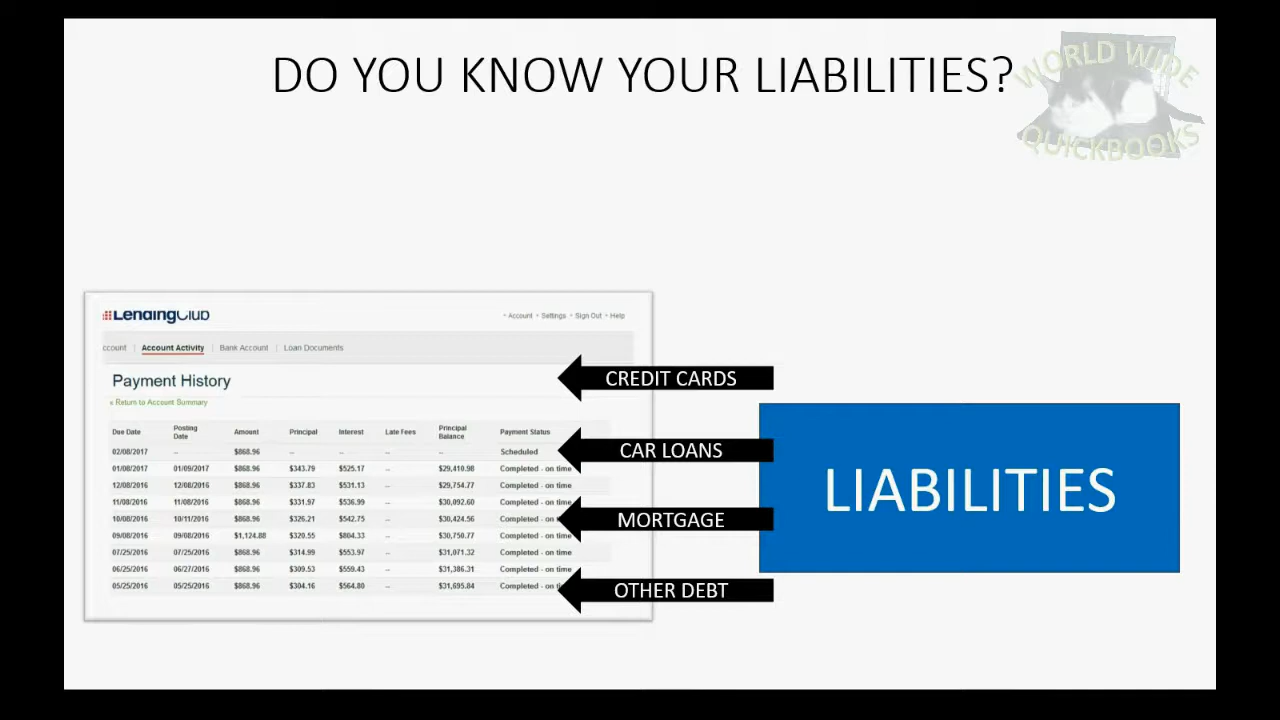 DO YOU KNOW YOUR LIABILITIES?
WORLD WIDE
QUICKBOOKS
LendingClub
Account Settings Sign Out Help
ccount Account Activity Bank Account Loan Documents
Payment History
« Return to Account Summary
Due Date Posting Date Amount Principal Interest Late Fees Principal Balance Payment Status
02/08/2017 -- $868.96 -- -- -- -- Scheduled
01/08/2017 01/09/2017 $868.96 $343.79 $525.17 -- $29,410.98 Completed - on time
12/08/2016 12/08/2016 $868.96 $337.83 $531.13 -- $29,754.77 Completed - on time
11/08/2016 11/08/2016 $868.96 $331.97 $536.99 -- $30,092.60 Completed - on time
10/08/2016 10/11/2016 $868.96 $326.21 $542.75 -- $30,424.56 Completed - on time
09/08/2016 09/08/2016 $1,124.88 $320.55 $804.33 -- $30,750.77 Completed - on time
07/25/2016 07/25/2016 $868.96 $314.99 $553.97 -- $31,071.32 Completed - on time
06/25/2016 06/27/2016 $868.96 $309.53 $559.43 -- $31,386.31 Completed - on time
05/25/2016 05/25/2016 $868.96 $304.16 $564.80 -- $31,695.84 Completed - on ti
CREDIT CARDS
CAR LOANS
MORTGAGE
OTHER DEBT
LIABILITIES